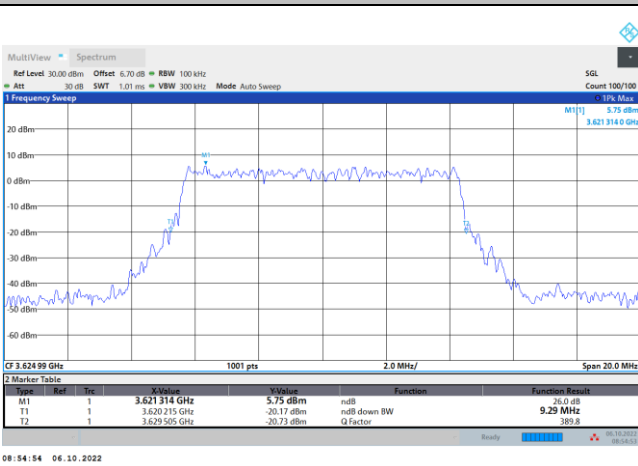 MultiView Spectrum
Ref Level 30.00 dBm Offset 6.70 dB RBW 100 kHz SGL
Att 30 dB SWT 1.01 ms VBW 300 kHz Mode Auto Sweep Count 100/100
1 Frequency Sweep 1Pk Max
M1[1] 5.75 dBm
3.621 314 0 GHz
20 dBm
10 dBm
M1
0 dBm
-10 dBm
T1 T2
-20 dBm
-30 dBm
-40 dBm
-50 dBm
-60 dBm
CF 3.624 99 GHz 1001 pts 2.0 MHz/ Span 20.0 MHz
2 Marker Table
Type Ref Trc X-Value Y-Value Function Function Result
M1 1 3.621 314 GHz 5.75 dBm ndB 26.0 dB
T1 1 3.620 215 GHz -20.17 dBm ndB down BW 9.29 MHz
T2 1 3.629 505 GHz -20.73 dBm Q Factor 389.8
Ready 06.10.2022
08:54:53
08:54:54 06.10.2022